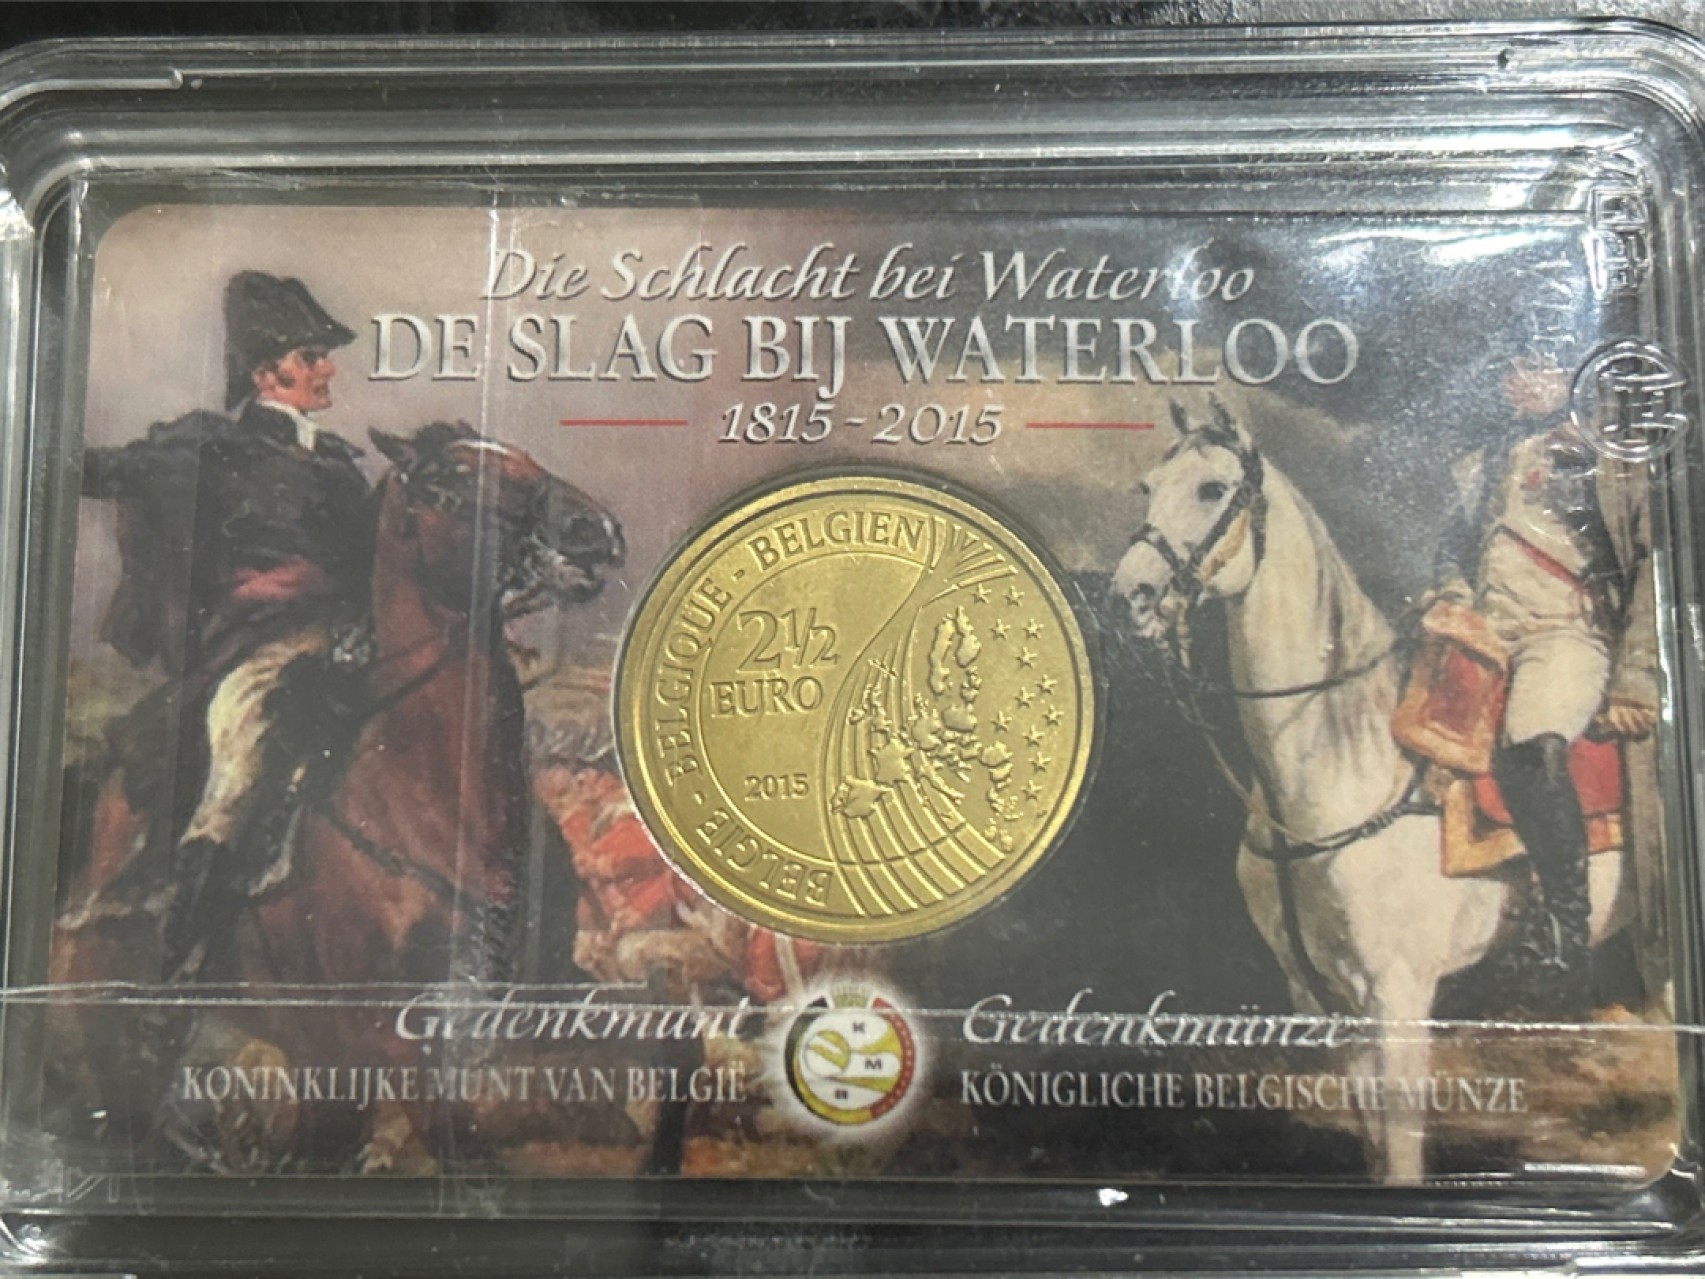 Die Schlacht bei Waterloo
DE SLAG BIJ WATERLOO
1815-2015
BELGIE - BELGIQUE - BELGIEN
2½
EURO
2015
Gedenkmunt
KONINKLIJKE MUNT VAN BELGIË
K
M
B
Gedenkmünze
KÖNIGLICHE BELGISCHE MÜNZE